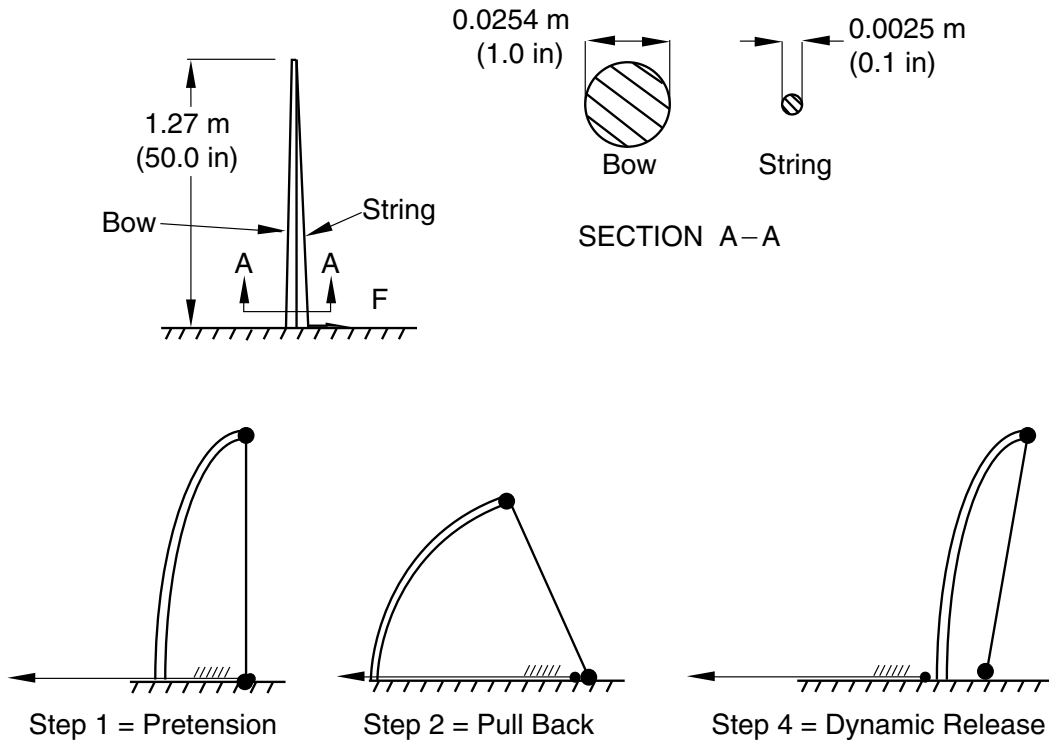 0.0254 m
(1.0 in)
0.0025 m
(0.1 in)
1.27 m
(50.0 in)
Bow
String
Bow
String
SECTION A–A
A
A
F
Step 1 = Pretension
Step 2 = Pull Back
Step 4 = Dynamic Release